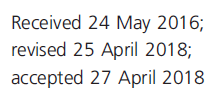 Received 24 May 2016;
revised 25 April 2018;
accepted 27 April 2018